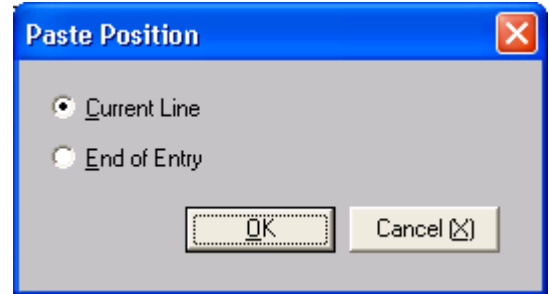 Paste Position
Current Line
End of Entry
OK
Cancel (X)